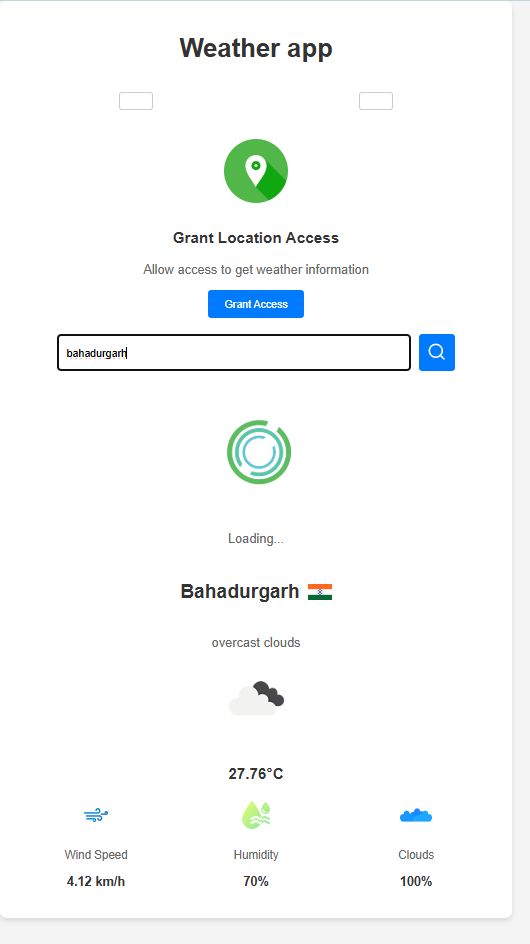 Weather app
Grant Location Access
Allow access to get weather information
Grant Access
bahadurgarh
Loading...
Bahadurgarh
overcast clouds
27.76°C
Wind Speed
Humidity
Clouds
4.12 km/h
70%
100%